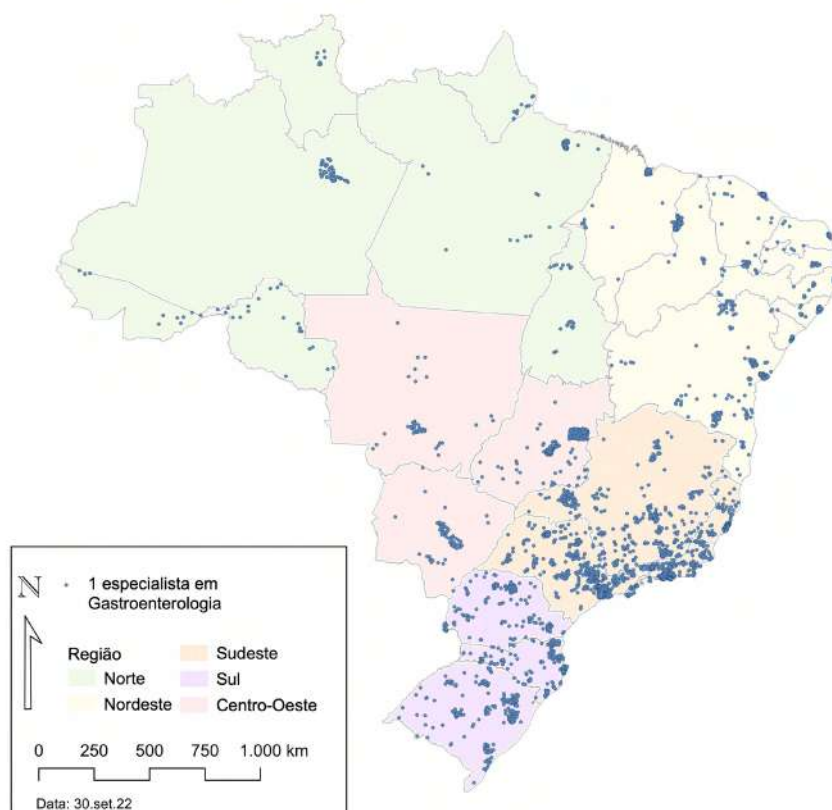 N
1 especialista em
Gastroenterologia
Região
Norte
Nordeste
Sudeste
Sul
Centro-Oeste
0 250 500 750 1.000 km
Data: 30.set.22